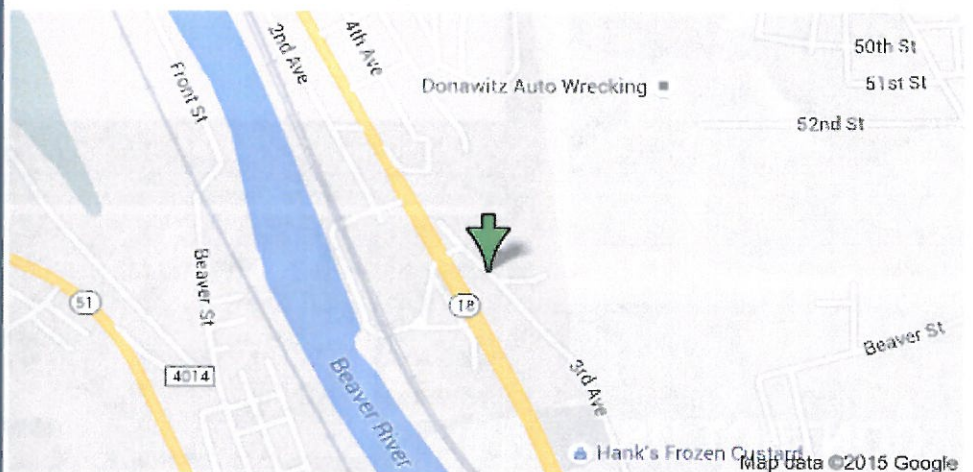 2nd Ave
4th Ave
50th St
Front St
Donawitz Auto Wrecking
51st St
52nd St
Beaver St
51
18
Beaver St
4014
Beaver River
3rd Ave
Hank's Frozen Custard
Map data ©2015 Google